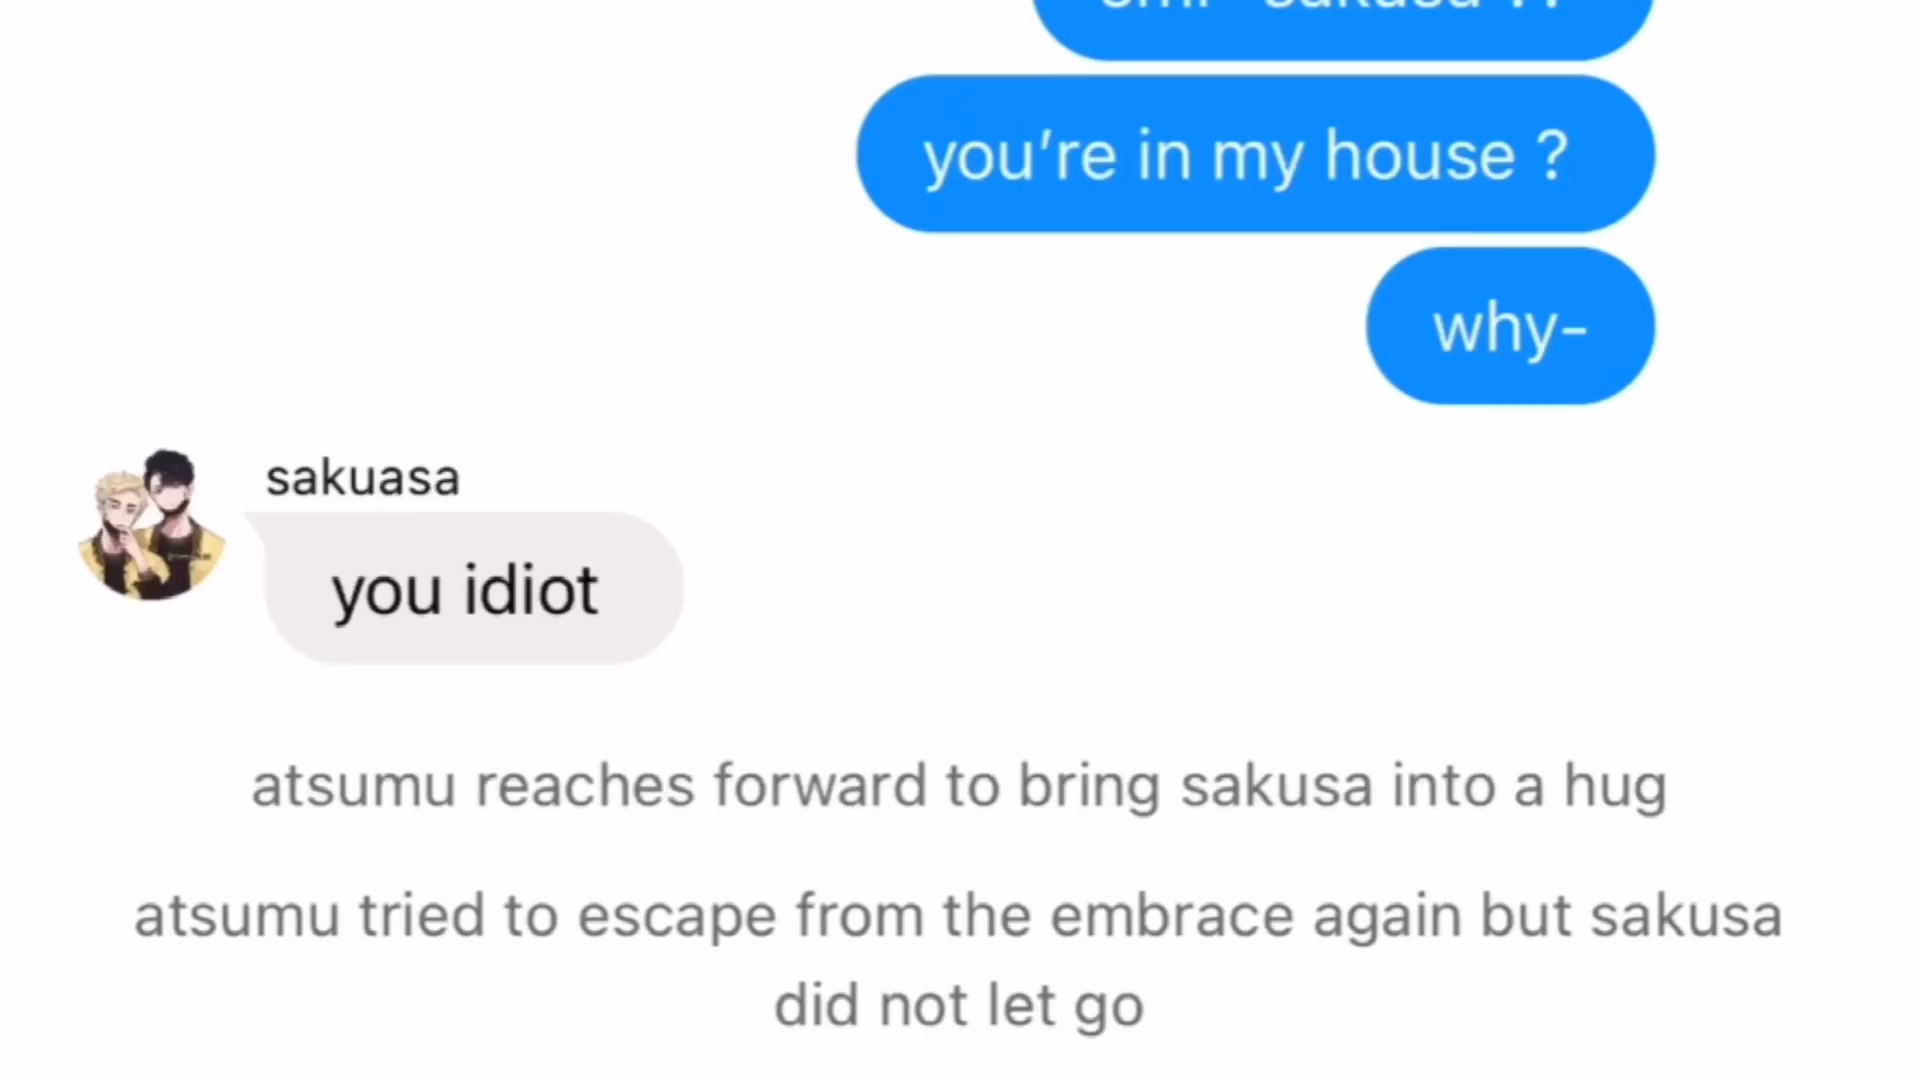 sakusa ??
you're in my house ?
why-
sakuasa
you idiot
atsumu reaches forward to bring sakusa into a hug
atsumu tried to escape from the embrace again but sakusa
did not let go